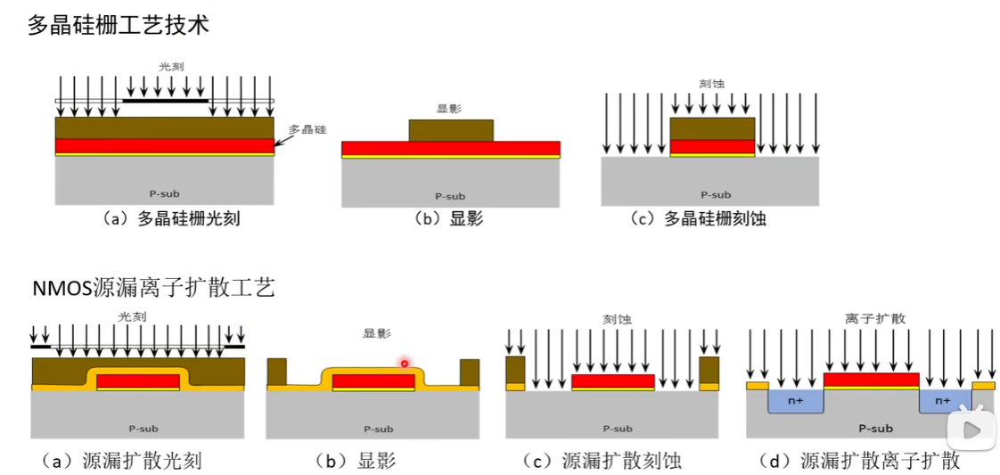 多晶硅栅工艺技术
光刻
多晶硅
P-sub
(a) 多晶硅栅光刻
显影
P-sub
(b) 显影
刻蚀
P-sub
(c) 多晶硅栅刻蚀
NMOS源漏离子扩散工艺
光刻
P-sub
(a) 源漏扩散光刻
显影
P-sub
(b) 显影
刻蚀
P-sub
(c) 源漏扩散刻蚀
离子扩散
n+
n+
P-sub
(d) 源漏扩散离子扩散